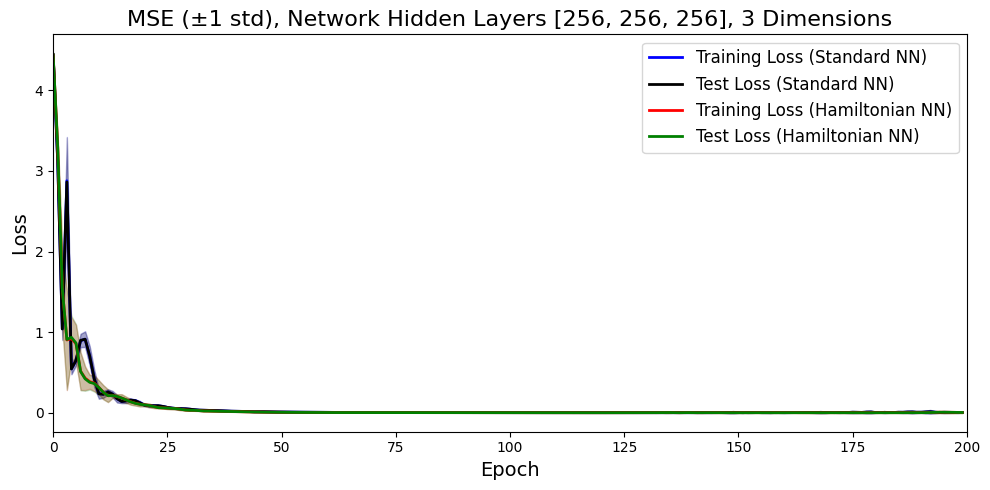 MSE (±1 std), Network Hidden Layers [256, 256, 256], 3 Dimensions
Training Loss (Standard NN)
Test Loss (Standard NN)
Training Loss (Hamiltonian NN)
Test Loss (Hamiltonian NN)
Loss
4
3
2
1
0
0 25 50 75 100 125 150 175 200
Epoch